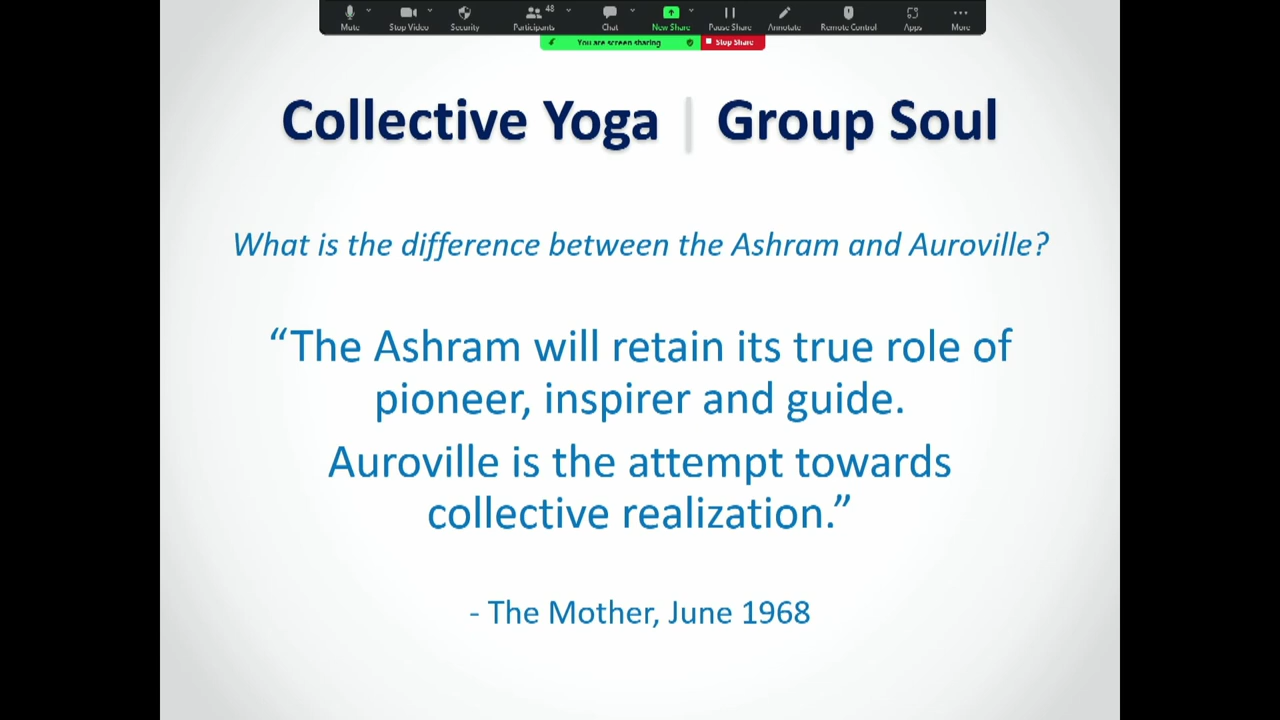 Mute
Stop Video
Security
48
Participants
Chat
New Share
Pause Share
Annotate
Remote Control
Apps
More
You are screen sharing
Stop Share
Collective Yoga | Group Soul
What is the difference between the Ashram and Auroville?
“The Ashram will retain its true role of
pioneer, inspirer and guide.
Auroville is the attempt towards
collective realization.”
- The Mother, June 1968